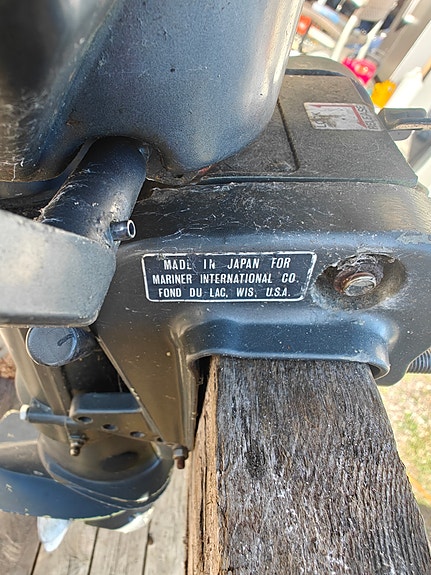 MADE IN JAPAN FOR
MARINER INTERNATIONAL CO
FOND DU LAC, WIS, U.S.A.